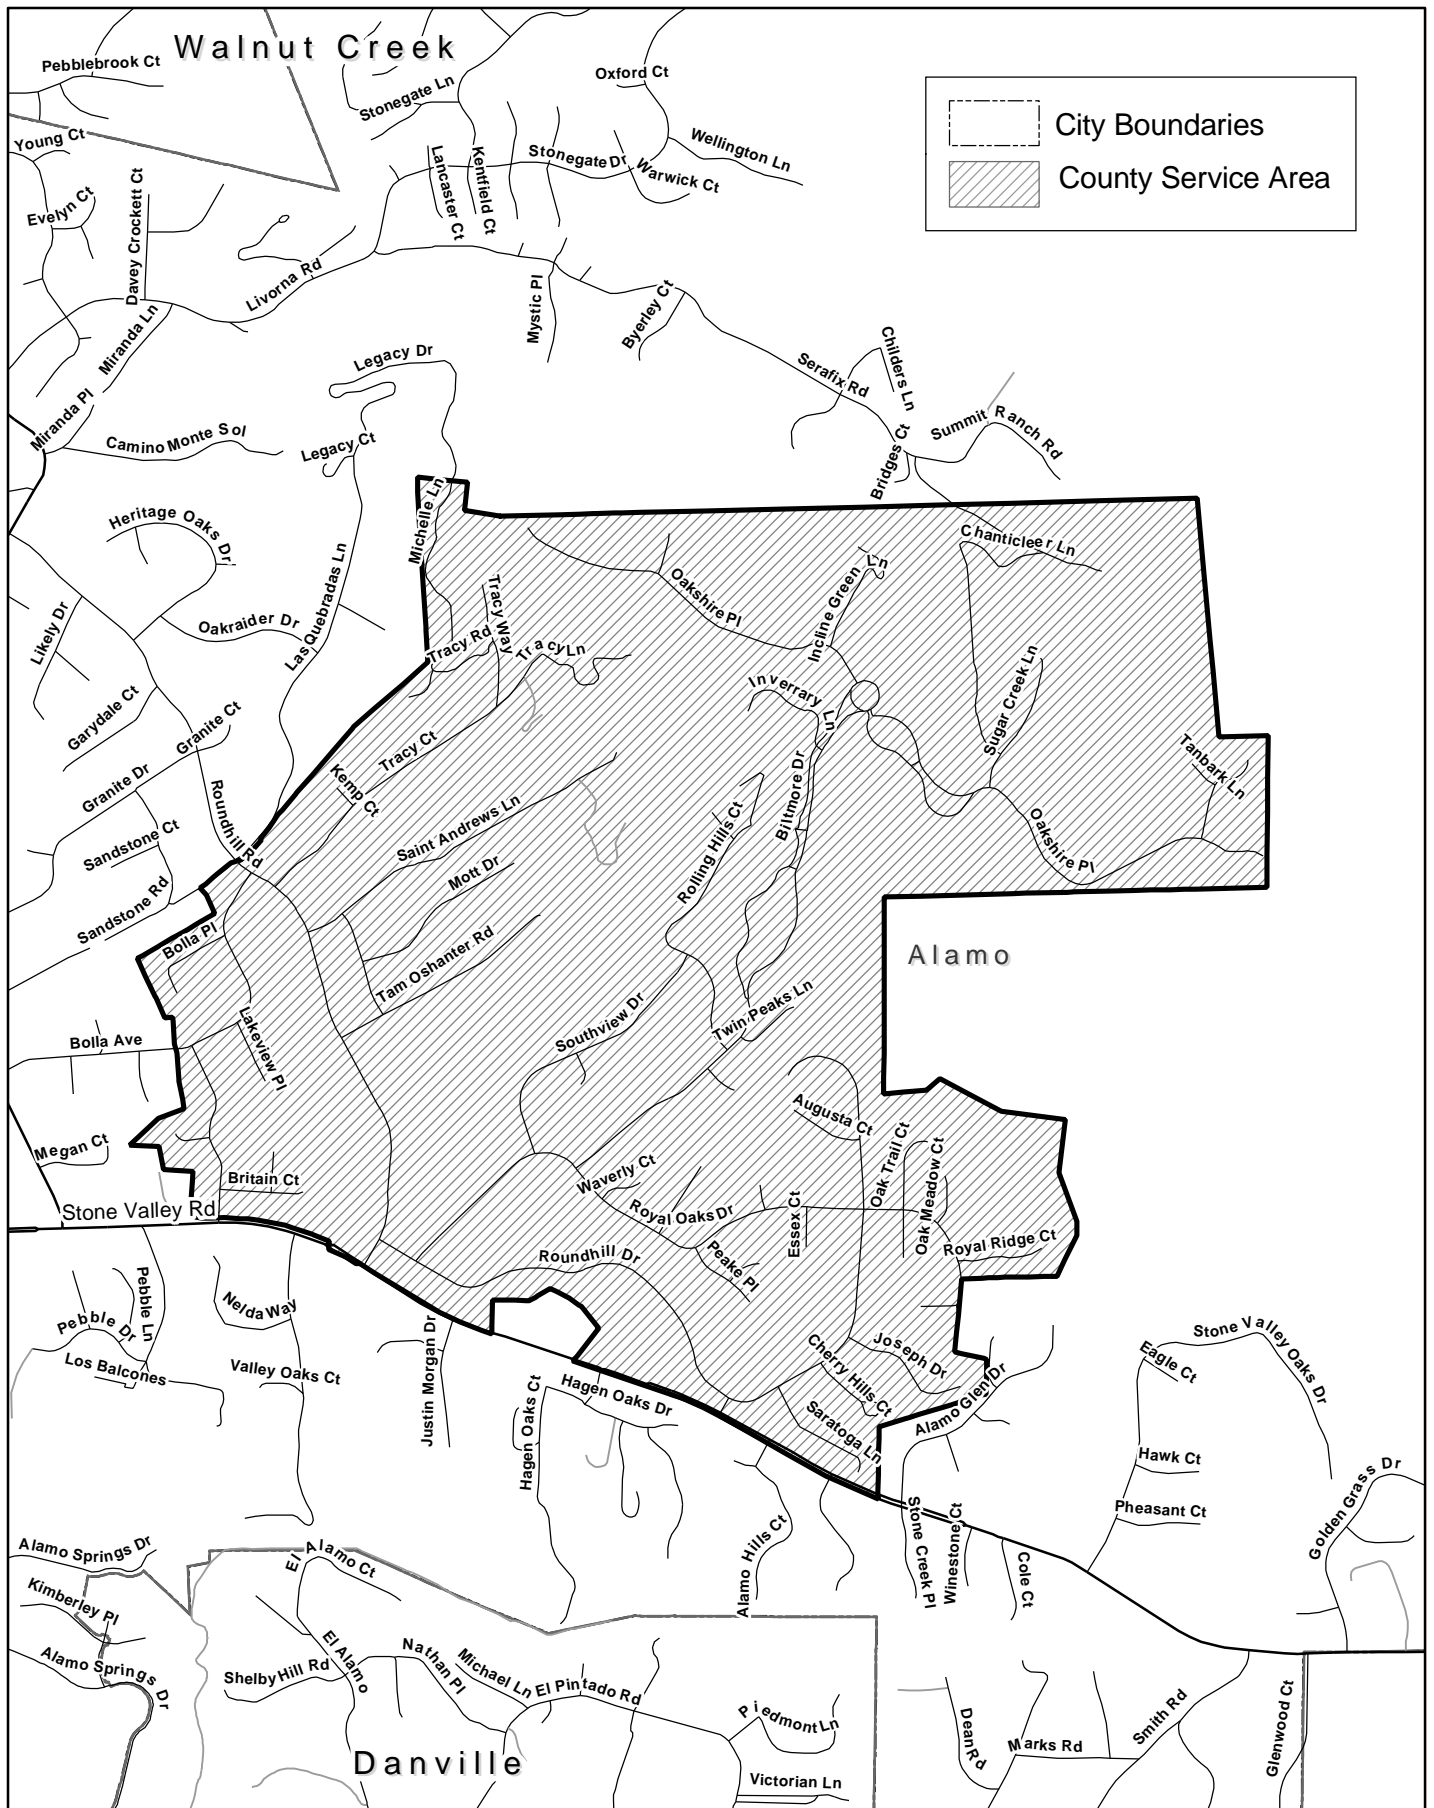 Walnut Creek
Pebblebrook Ct
Oxford Ct
Stonegate Ln
City Boundaries
Young Ct
Wellington Ln
Lancaster Ct
Kentfield Ct
Stonegate Dr
Warwick Ct
County Service Area
Evelyn Ct
Davey Crockett Ct
Livorna Rd
Mystic Pl
Byerley Ct
Miranda Ln
Legacy Dr
Serafix Rd
Childers Ln
Miranda Pl
Camino Monte Sol
Legacy Ct
Bridges Ct
Summit Ranch Rd
Michelle Ln
Heritage Oaks Dr
Chanticleer Ln
Las Quebradas Ln
Tracy Way
Oakshire Pl
Incline Green Ln
Likely Dr
Oakraider Dr
Tracy Rd
Tracy Ln
Inverrary Ln
Sugar Creek Ln
Garydale Ct
Granite Ct
Tracy Ct
Tanbark Ln
Granite Dr
Kemp Ct
Biltmore Dr
Roundhill Rd
Saint Andrews Ln
Rolling Hills Ct
Oakshire Pl
Sandstone Ct
Mott Dr
Sandstone Rd
Bolla Pl
Tam Oshanter Rd
Alamo
Bolla Ave
Lakeview Pl
Southview Dr
Twin Peaks Ln
Augusta Ct
Megan Ct
Oak Trail Ct
Oak Meadow Ct
Britain Ct
Waverly Ct
Stone Valley Rd
Royal Oaks Dr
Essex Ct
Royal Ridge Ct
Roundhill Dr
Peake Pl
Pebble Ln
Nelda Way
Pebble Dr
Los Balcones
Valley Oaks Ct
Justin Morgan Dr
Cherry Hills Ct
Joseph Dr
Stone Valley Oaks Dr
Eagle Ct
Hagen Oaks Ct
Hagen Oaks Dr
Saratoga Ln
Alamo Glen Dr
Hawk Ct
Golden Grass Dr
Pheasant Ct
Alamo Springs Dr
El Alamo Ct
Alamo Hills Ct
Stone Creek Pl
Winestone Ct
Cole Ct
Kimberley Pl
Alamo Springs Dr
Shelby Hill Rd
El Alamo
Nathan Pl
Michael Ln
El Pintado Rd
Piedmont Ln
Dean Rd
Marks Rd
Smith Rd
Glenwood Ct
Danville
Victorian Ln